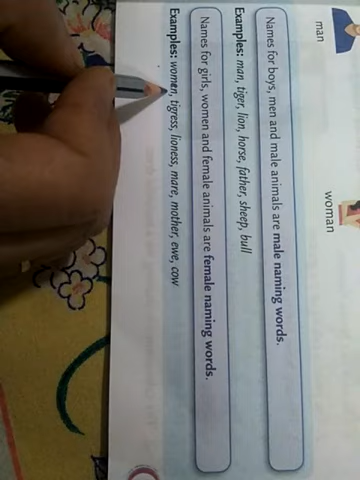 man
woman
Names for boys, men and male animals are male naming words.
Examples: man, tiger, lion, horse, father, sheep, bull
Names for girls, women and female animals are female naming words.
Examples: women, tigress, lioness, mare, mother, ewe, cow